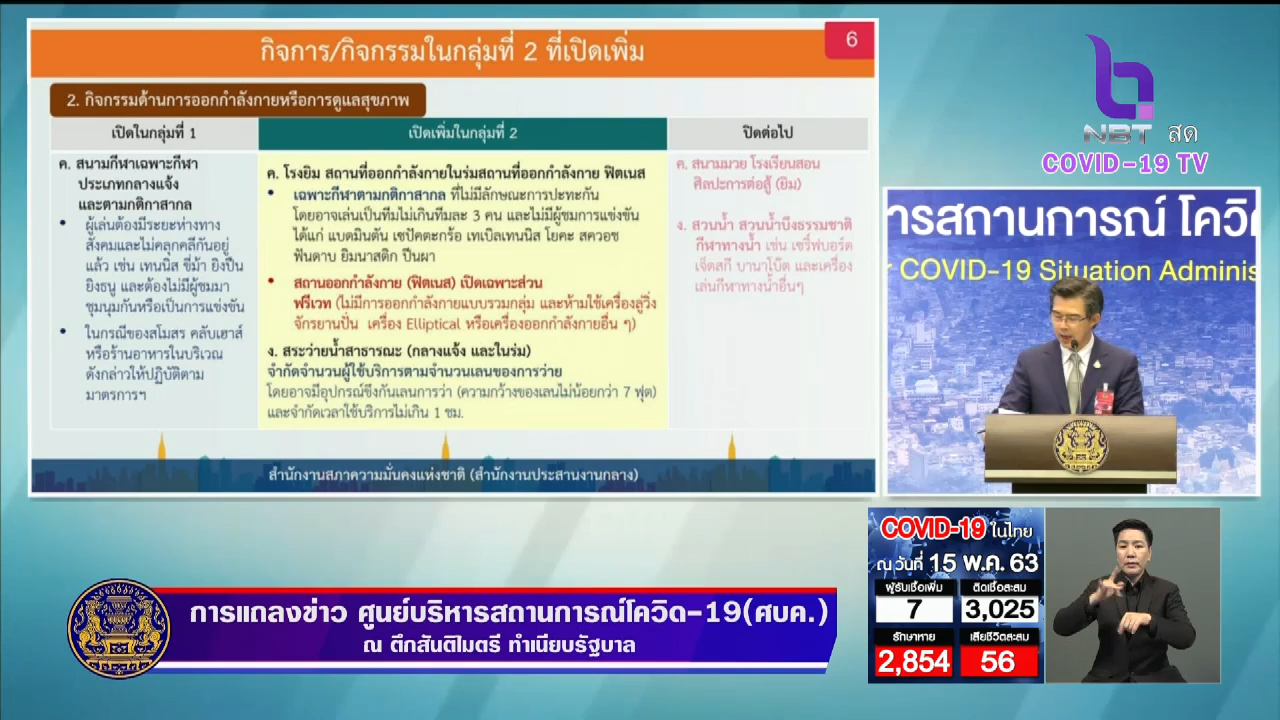 กิจการ/กิจกรรมในกลุ่มที่ 2 ที่เปิดเพิ่ม
6
2. กิจกรรมด้านการออกกำลังกายหรือการดูแลสุขภาพ
เปิดในกลุ่มที่ 1
ค. สนามกีฬาเฉพาะกีฬา
ประเภทกลางแจ้ง
และตามกติกาสากล
• ผู้เล่นต้องมีระยะห่างทาง
สังคมและไม่คลุกคลีกันอยู่
แล้ว เช่น เทนนิส ขี่ม้า ยิงปืน
ยิงธนู และต้องไม่มีผู้ชมมา
ชุมนุมกันหรือเป็นการแข่งขัน
• ในกรณีของสโมสร คลับเฮาส์
หรือร้านอาหารในบริเวณ
ดังกล่าวให้ปฏิบัติตาม
มาตรการฯ
เปิดเพิ่มในกลุ่มที่ 2
ค. โรงยิม สถานที่ออกกำลังกายในร่มสถานที่ออกกำลังกาย ฟิตเนส
• เฉพาะกีฬาตามกติกาสากล ที่ไม่มีลักษณะการปะทะกัน
โดยอาจเล่นเป็นทีมไม่เกินทีมละ 3 คน และไม่มีผู้ชมการแข่งขัน
ได้แก่ แบดมินตัน เซปัคตะกร้อ เทเบิลเทนนิส โยคะ สควอช
ฟันดาบ ยิมนาสติก ปีนผา
• สถานออกกำลังกาย (ฟิตเนส) เปิดเฉพาะส่วน
ฟรีเวท (ไม่มีการออกกำลังกายแบบรวมกลุ่ม และห้ามใช้เครื่องลู่วิ่ง
จักรยานปั่น เครื่อง Elliptical หรือเครื่องออกกำลังกายอื่น ๆ)
ง. สระว่ายน้ำสาธารณะ (กลางแจ้ง และในร่ม)
จำกัดจำนวนผู้ใช้บริการตามจำนวนเลนของการว่าย
โดยอาจมีอุปกรณ์ขึงกันเลนการว่า (ความกว้างของเลนไม่น้อยกว่า 7 ฟุต)
และจำกัดเวลาใช้บริการไม่เกิน 1 ชม.
ปิดต่อไป
ค. สนามมวย โรงเรียนสอน
ศิลปะการต่อสู้ (ยิม)
ง. สวนน้ำ สวนน้ำบึงธรรมชาติ
กีฬาทางน้ำ เช่น เซิร์ฟบอร์ด
เจ็ตสกี บานาโบ๊ต และเครื่อง
เล่นกีฬาทางน้ำอื่นๆ
สำนักงานสภาความมั่นคงแห่งชาติ (สำนักงานประสานงานกลาง)
NBT สด
COVID-19 TV
ารสถานการณ์ โควิด
COVID-19 Situation Adminis
COVID-19 ในไทย
ณ วันที่ 15 พ.ค. 63
ผู้ติดเชื้อเพิ่ม
7
ติดเชื้อสะสม
3,025
รักษาหาย
2,854
เสียชีวิตสะสม
56
การแถลงข่าว ศูนย์บริหารสถานการณ์โควิด-19(ศบค.)
ณ ตึกสันติไมตรี ทำเนียบรัฐบาล